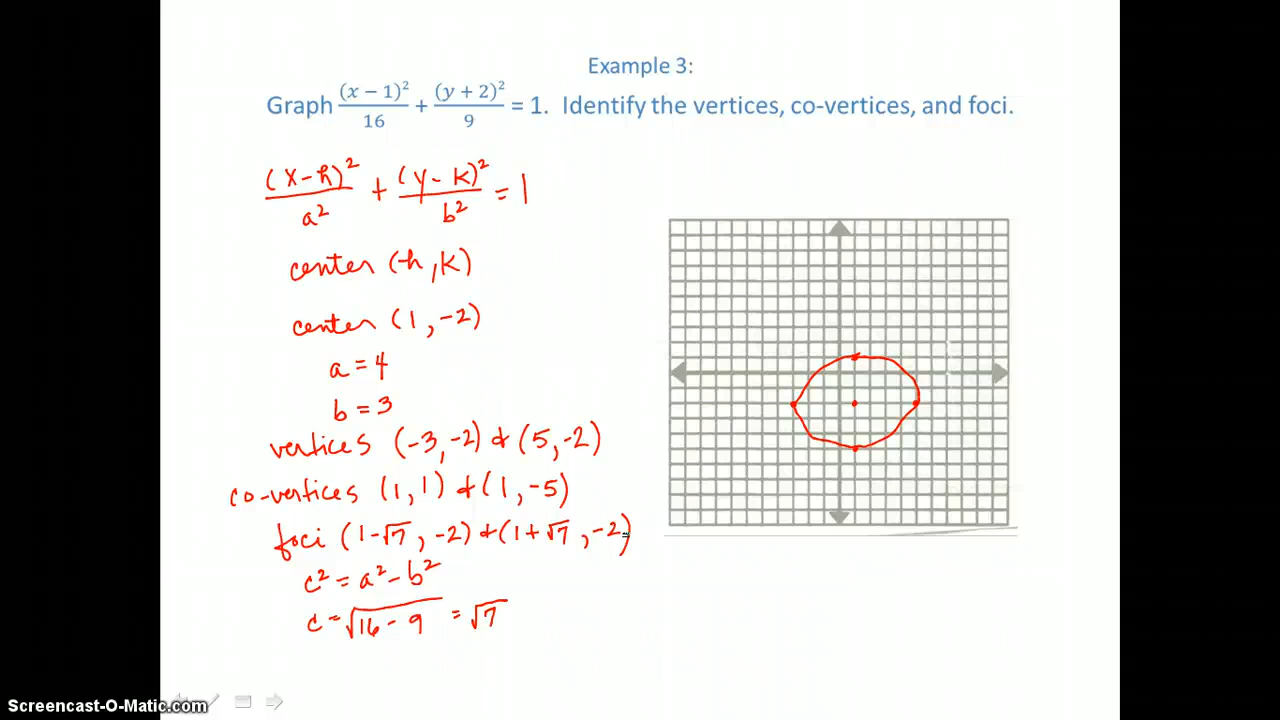 Example 3:
Graph (x − 1)²/16 + (y + 2)²/9 = 1. Identify the vertices, co-vertices, and foci.
(x-h)²/a² + (y-k)²/b² = 1
center (h, k)
center (1, -2)
a = 4
b = 3
vertices (-3, -2) & (5, -2)
co-vertices (1, 1) & (1, -5)
foci (1-√7, -2) & (1+√7, -2)
c² = a² - b²
c = √16 - 9 = √7
Screencast-O-Matic.com